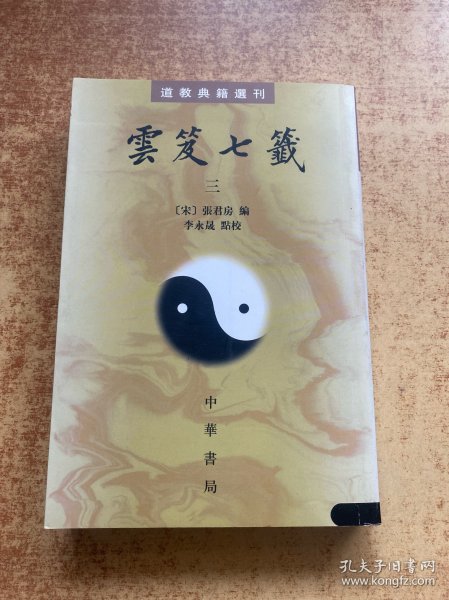 道教典籍選刊
雲笈七籤
三
〔宋〕張君房 編
李永晟 點校
中華書局
孔夫子旧书网
www.kongfz.com